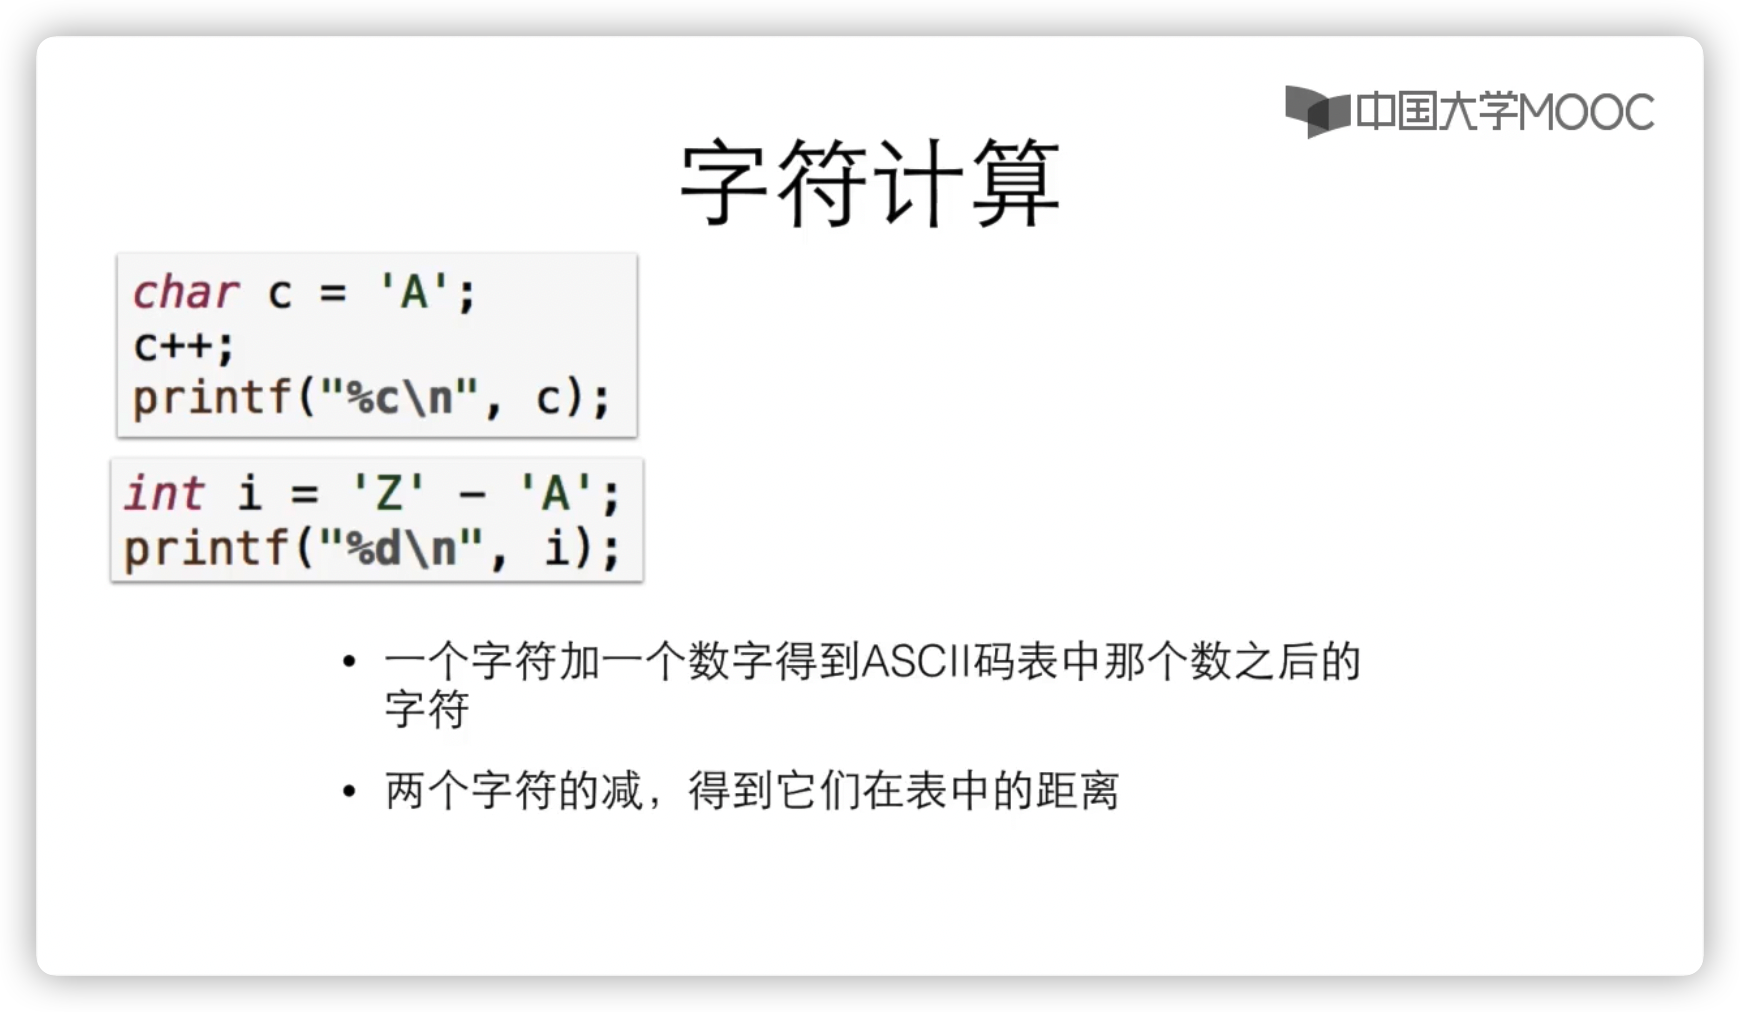 中国大学MOOC
字符计算
char c = 'A';
c++;
printf("%c\n", c);
int i = 'Z' - 'A';
printf("%d\n", i);
• 一个字符加一个数字得到ASCII码表中那个数之后的
字符
• 两个字符的减，得到它们在表中的距离